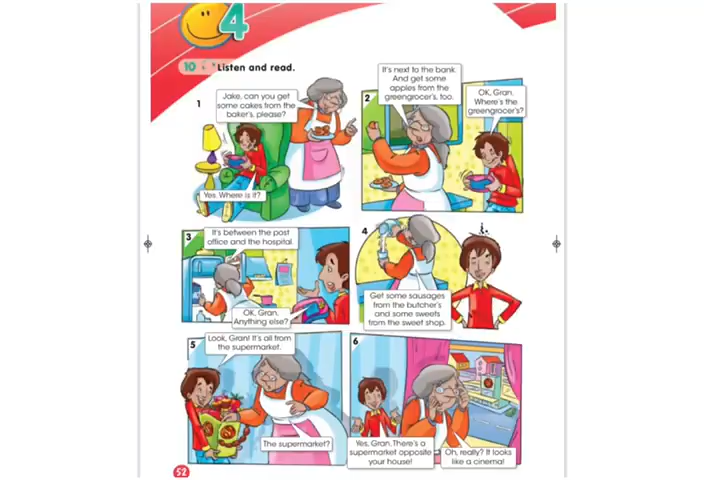 4
10 Listen and read.
1
Jake, can you get
some cakes from the
baker's, please?
Yes. Where is it?
2
It's next to the bank.
And get some
apples from the
greengrocer's, too.
OK, Gran.
Where's the
greengrocer's?
3
It's between the post
office and the hospital.
OK, Gran.
Anything else?
4
Get some sausages
from the butcher's
and some sweets
from the sweet shop.
5
Look, Gran! It's all from
the supermarket.
The supermarket?
6
Yes, Gran. There's a
supermarket opposite
your house!
Oh, really? It looks
like a cinema!
52